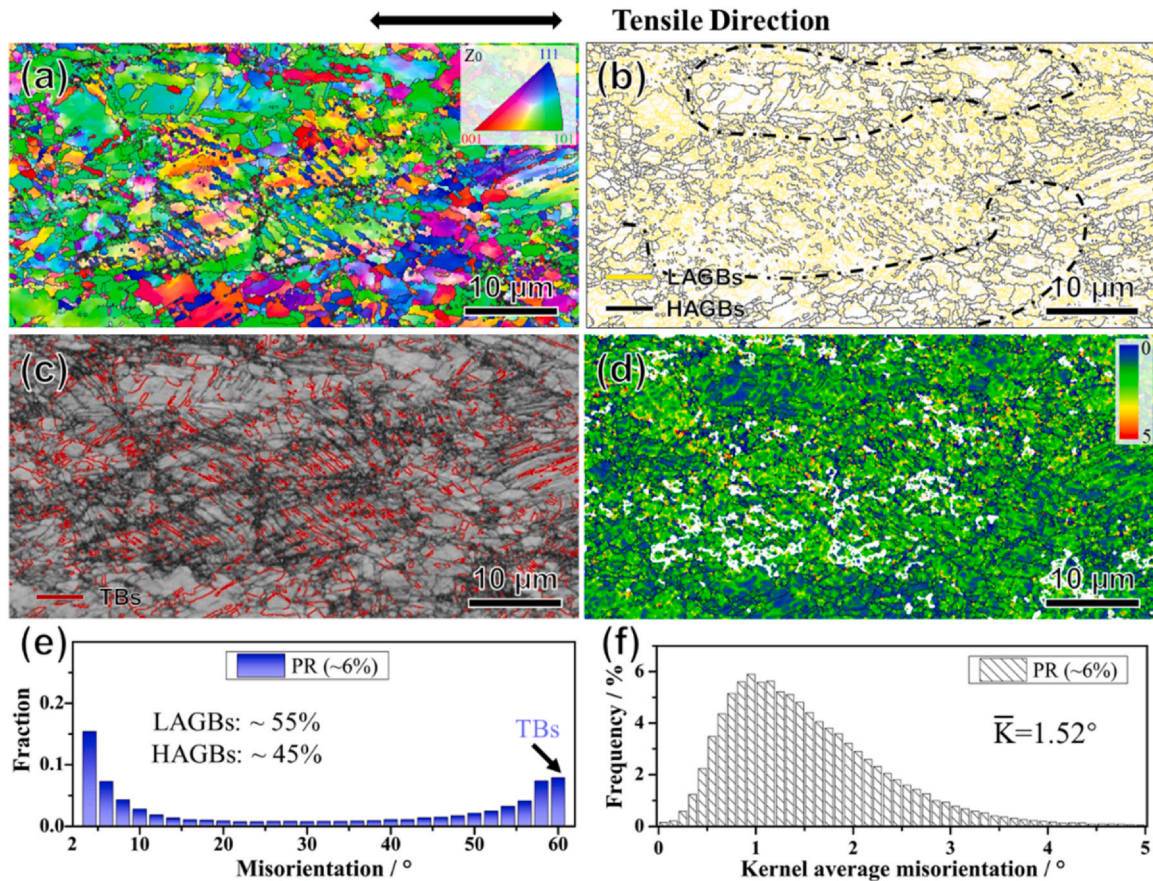 Tensile Direction
(a)
Z0
111
001
101
10 µm
(b)
LAGBs
HAGBs
10 µm
(c)
TBs
10 µm
(d)
0
5
10 µm
(e)
PR (~6%)
LAGBs: ~ 55%
HAGBs: ~ 45%
TBs
Fraction
0.2
0.1
0.0
2 10 20 30 40 50 60
Misorientation / °
(f)
PR (~6%)
K̅=1.52°
Frequency / %
6
4
2
0
0 1 2 3 4 5
Kernel average misorientation / °